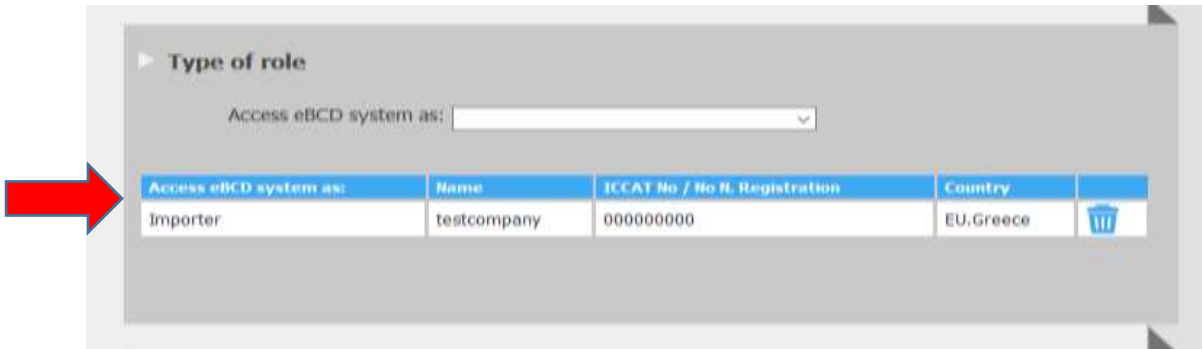 Type of role
Access eBCD system as:
Access eBCD system as: Name ICCAT No / No N. Registration Country
Importer testcompany 000000000 EU.Greece